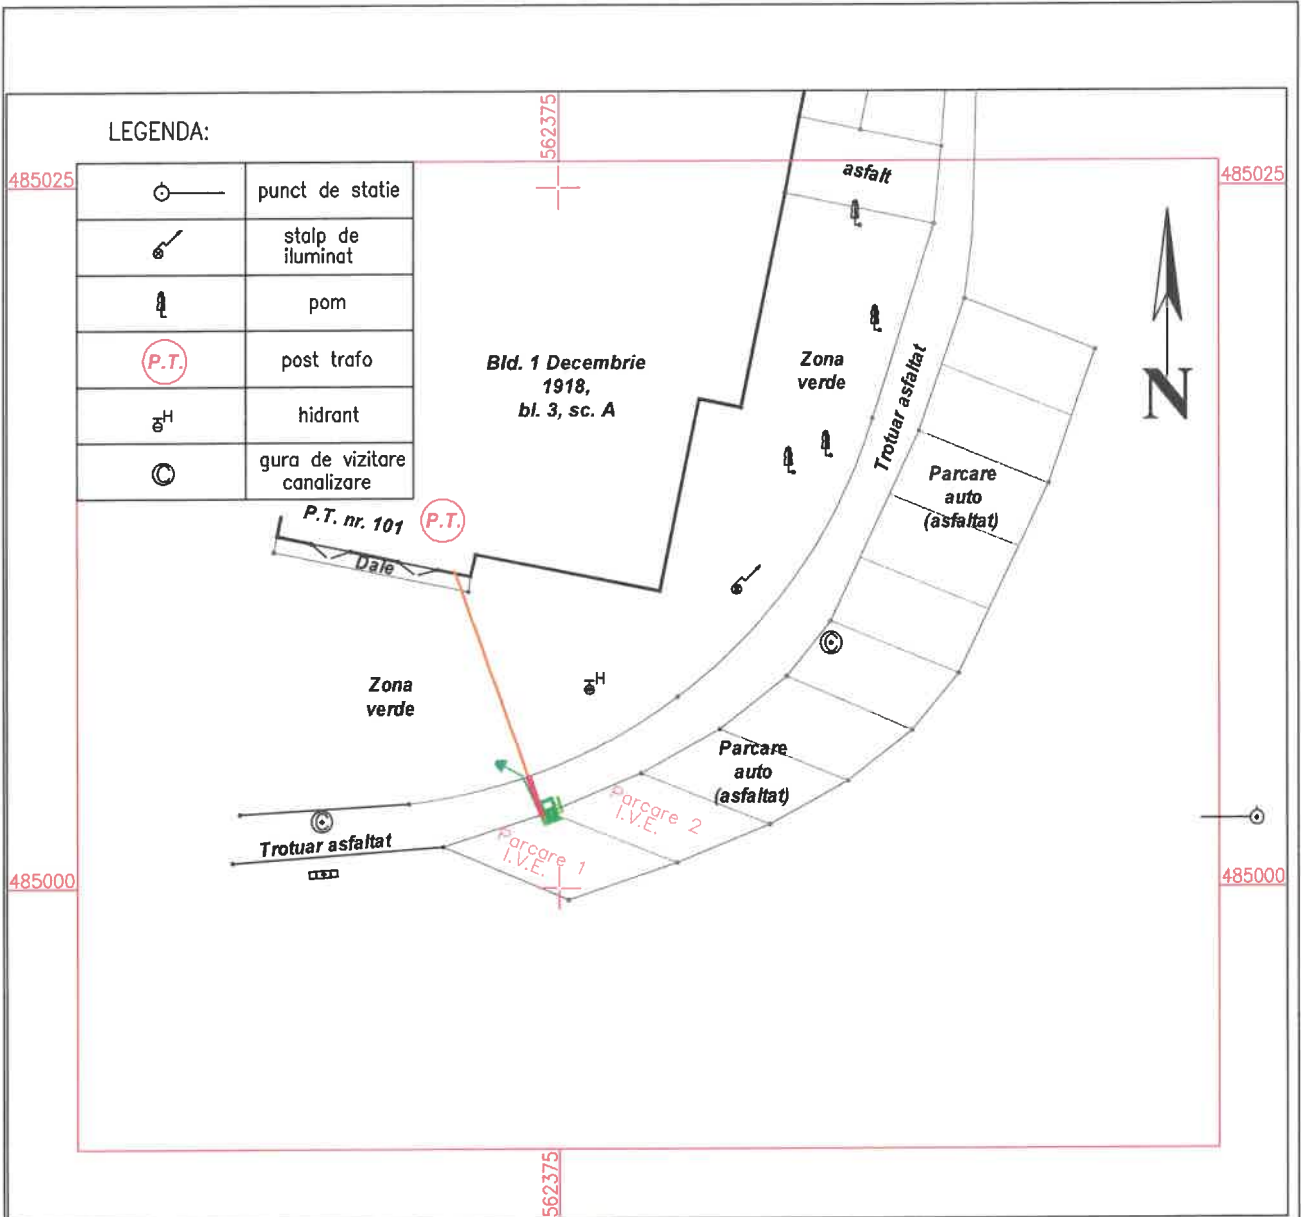 LEGENDA:
562375
485025
485025
punct de statie
stalp de
iluminat
pom
P.T.
post trafo
H
hidrant
C
gura de vizitare
canalizare
asfalt
N
Bld. 1 Decembrie
1918,
bl. 3, sc. A
Zona
verde
Trotuar asfaltat
Parcare
auto
(asfaltat)
P.T. nr. 101
P.T.
Dale
C
H
Zona
verde
Parcare
auto
(asfaltat)
Parcare 2
I.V.E.
C
Trotuar asfaltat
Parcare 1
I.V.E.
485000
485000
562375